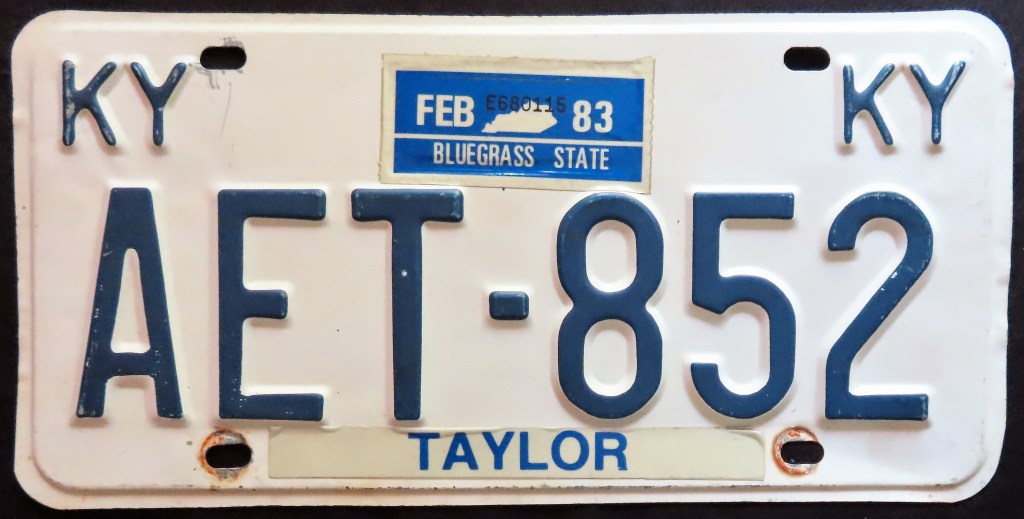 KY KY
FEB E680115 83
BLUEGRASS STATE
AET-852
TAYLOR